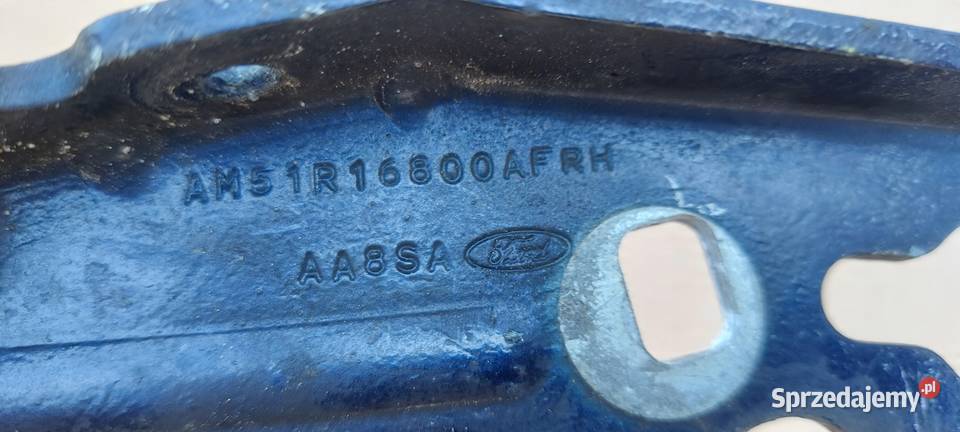 AM51R16800AFRH
AA8SA Ford
Sprzedajemy.pl